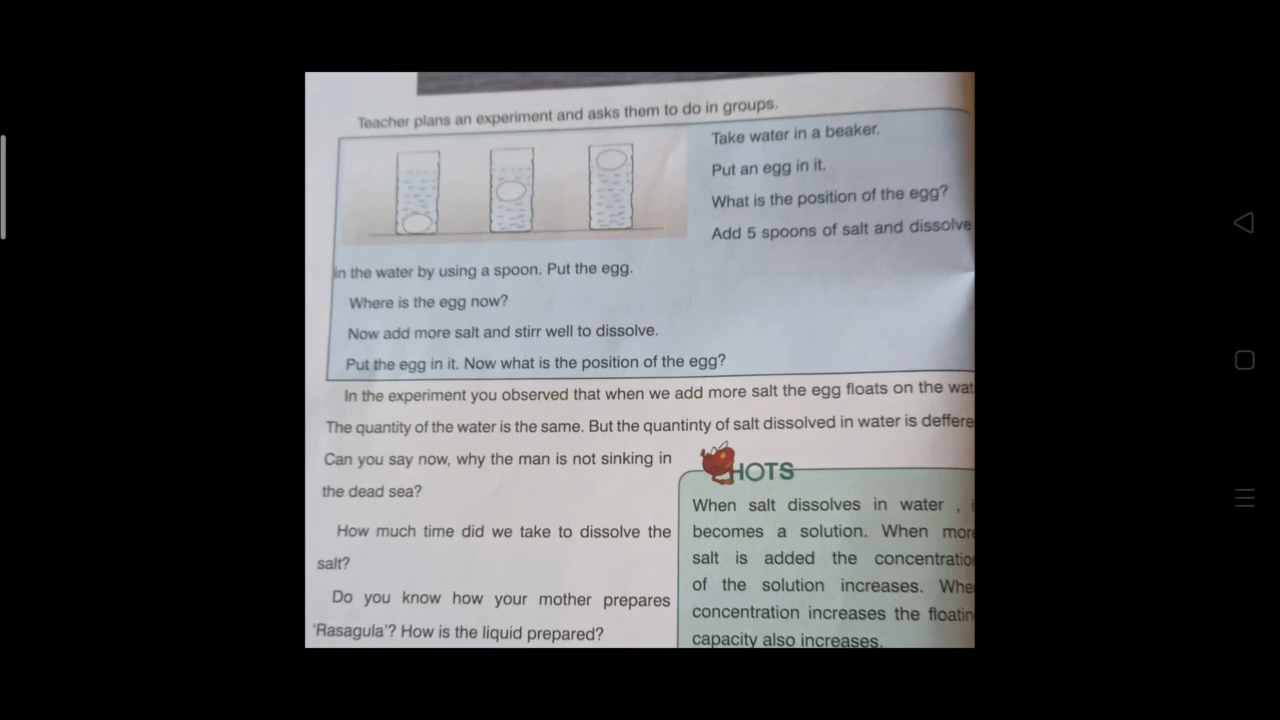 Teacher plans an experiment and asks them to do in groups.
Take water in a beaker.
Put an egg in it.
What is the position of the egg?
Add 5 spoons of salt and dissolve
in the water by using a spoon. Put the egg.
Where is the egg now?
Now add more salt and stirr well to dissolve.
Put the egg in it. Now what is the position of the egg?
In the experiment you observed that when we add more salt the egg floats on the wat
The quantity of the water is the same. But the quantinty of salt dissolved in water is deffere
Can you say now, why the man is not sinking in
the dead sea?
How much time did we take to dissolve the
salt?
Do you know how your mother prepares
'Rasagula'? How is the liquid prepared?
HOTS
When salt dissolves in water , i
becomes a solution. When more
salt is added the concentratio
of the solution increases. Whe
concentration increases the floatin
capacity also increases.